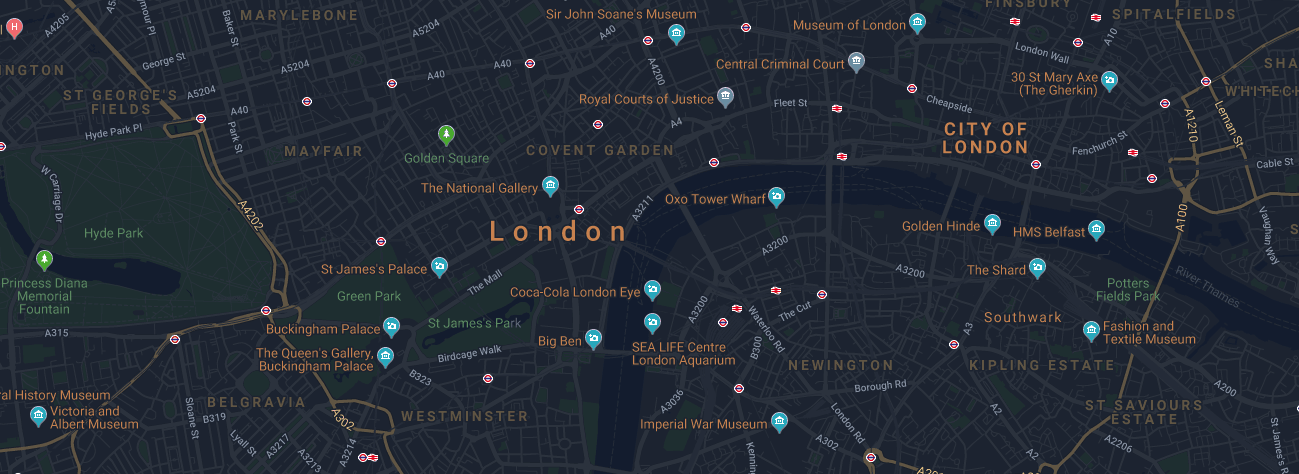 MARYLEBONE
Sir John Soane's Museum
FINSBURY
SPITALFIELDS
A4205
Baker St
A5204
A40
Museum of London
London Wall
A10
George St
A5204
A40
A40
A4200
Central Criminal Court
30 St Mary Axe
(The Gherkin)
ST GEORGE'S
FIELDS
A5204
A40
Royal Courts of Justice
Fleet St
Cheapside
A1210
Leman St
Hyde Park Pl
Park St
MAYFAIR
Golden Square
COVENT GARDEN
A4
CITY OF
LONDON
Fenchurch St
Cable St
W Carriage Dr
The National Gallery
Oxo Tower Wharf
A4202
A3211
A100
Vaughan Way
Hyde Park
London
A3200
Golden Hinde
HMS Belfast
St James's Palace
The Mall
A3200
The Shard
River Thames
Princess Diana
Memorial
Fountain
Green Park
Coca-Cola London Eye
A3200
The Cut
Potters
Fields Park
A315
Buckingham Palace
St James's Park
Big Ben
SEA LIFE Centre
London Aquarium
Waterloo Rd
B300
Southwark
A3
Fashion and
Textile Museum
The Queen's Gallery,
Buckingham Palace
Birdcage Walk
B323
NEWINGTON
KIPLING ESTATE
Borough Rd
A200
al History Museum
Victoria and
Albert Museum
Sloane St
B319
BELGRAVIA
A302
WESTMINSTER
A3036
Imperial War Museum
London Rd
A302
A2
A2
ST SAVIOURS
ESTATE
A2206
Lyall St
A3217
A3213
A3214